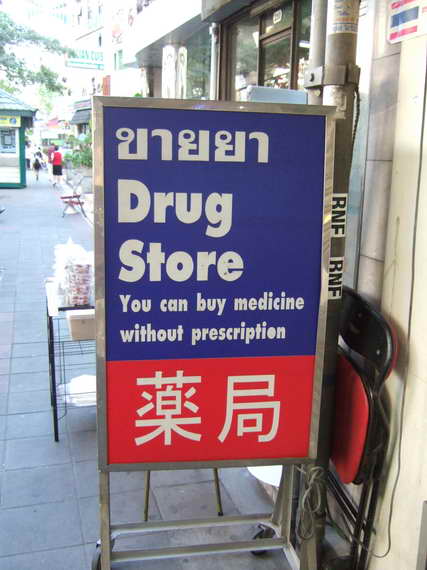 ขายยา
Drug
Store
You can buy medicine
without prescription
薬局
RNF
RNF